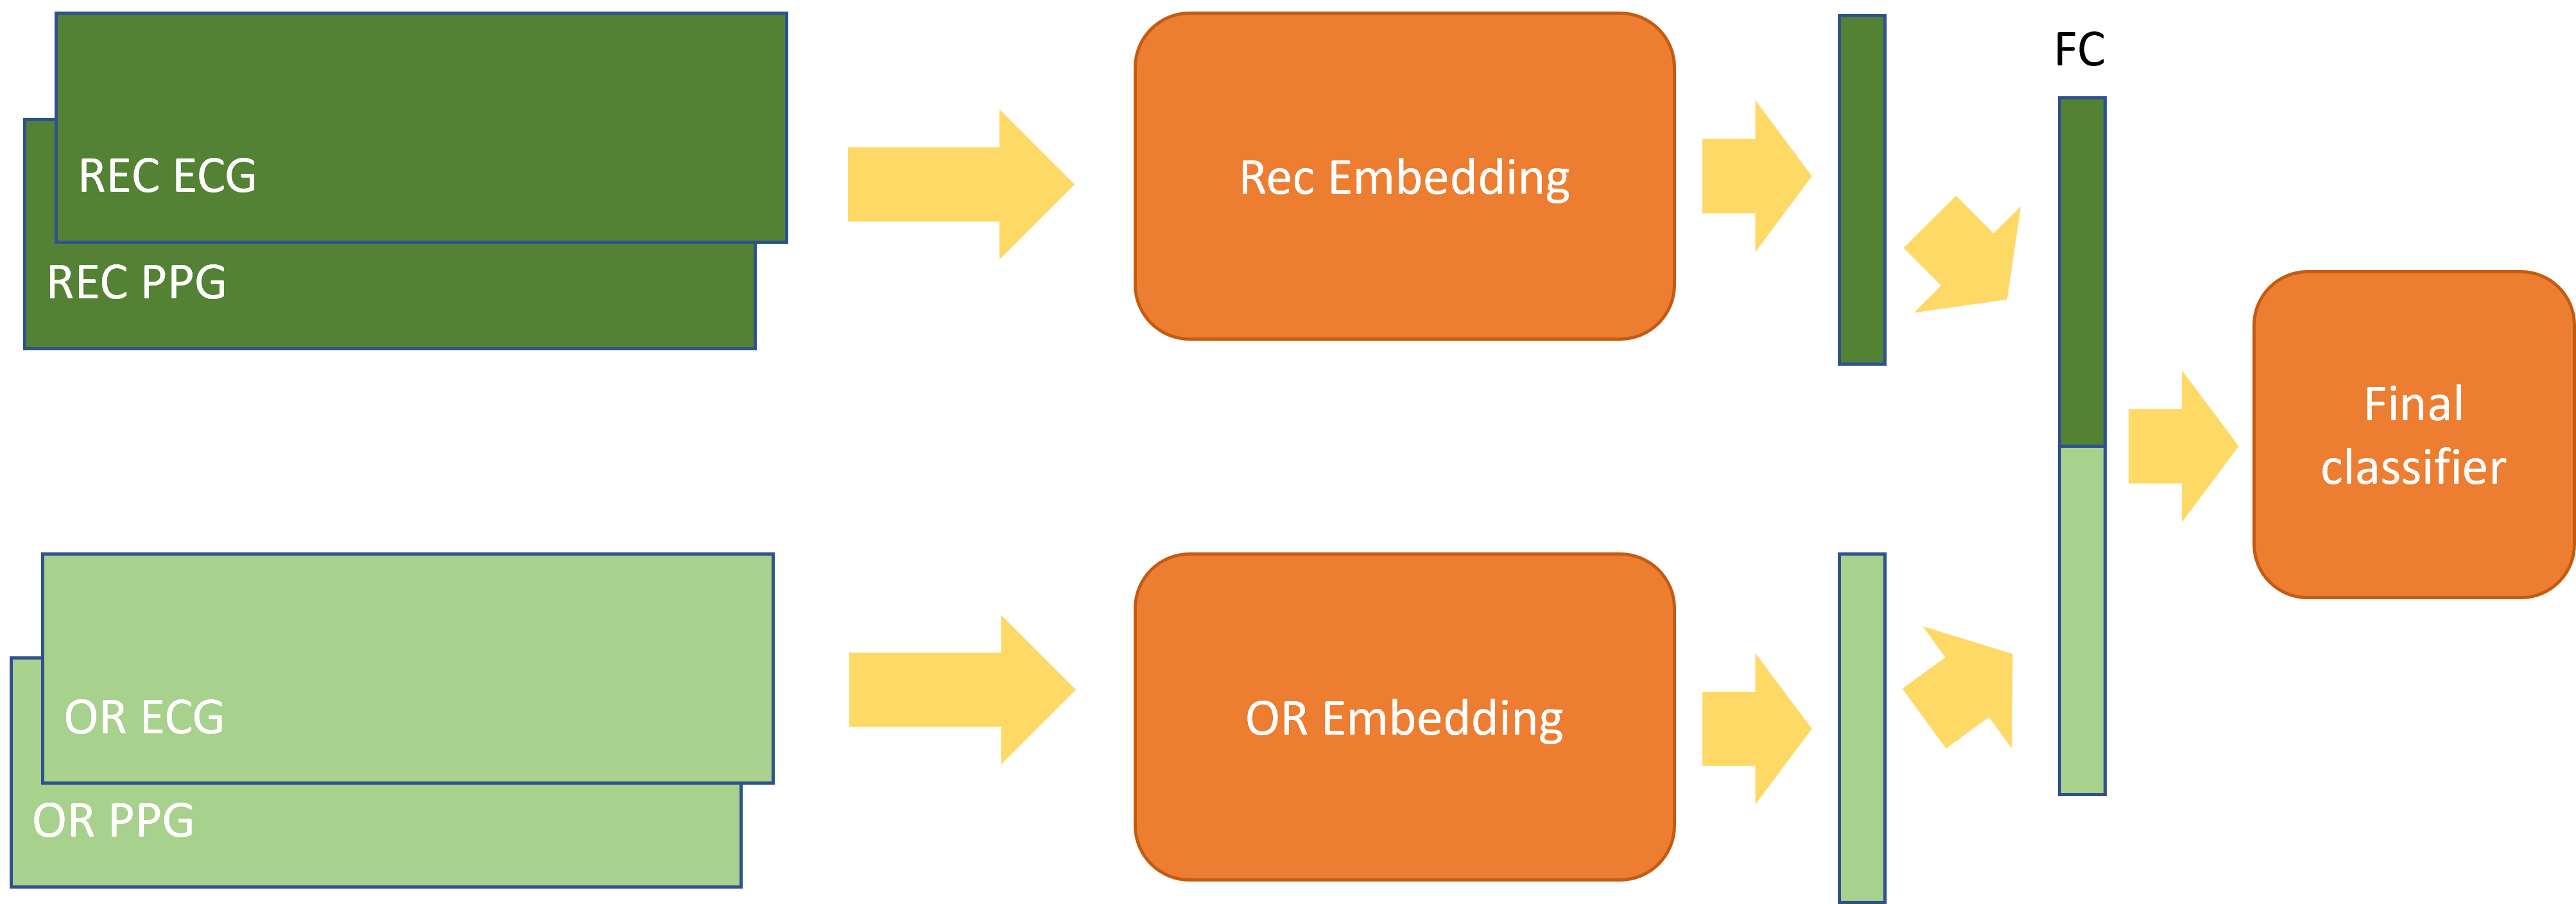 REC ECG
REC PPG
Rec Embedding
FC
Final
classifier
OR ECG
OR PPG
OR Embedding